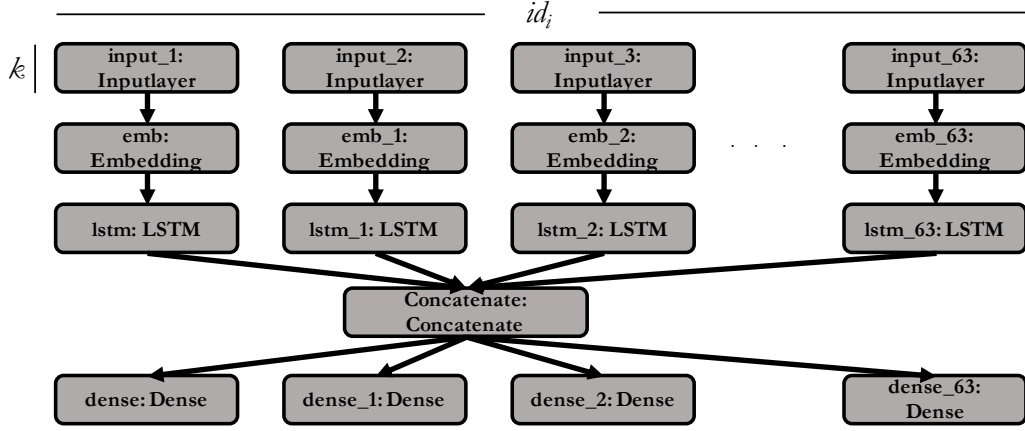 id_i
k
input_1:
Inputlayer
input_2:
Inputlayer
input_3:
Inputlayer
input_63:
Inputlayer
emb:
Embedding
emb_1:
Embedding
emb_2:
Embedding
. . .
emb_63:
Embedding
lstm: LSTM
lstm_1: LSTM
lstm_2: LSTM
lstm_63: LSTM
Concatenate:
Concatenate
dense: Dense
dense_1: Dense
dense_2: Dense
dense_63:
Dense